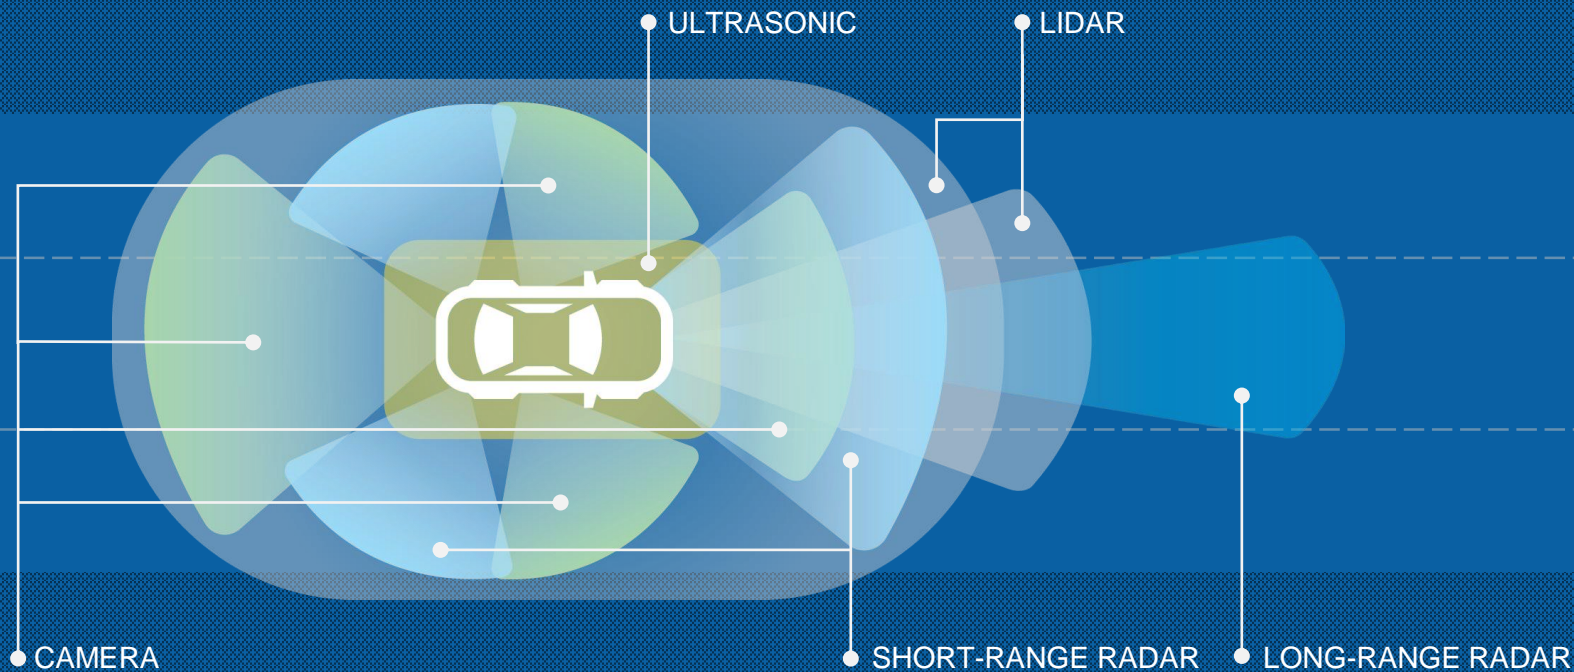 ULTRASONIC
LIDAR
CAMERA
SHORT-RANGE RADAR
LONG-RANGE RADAR